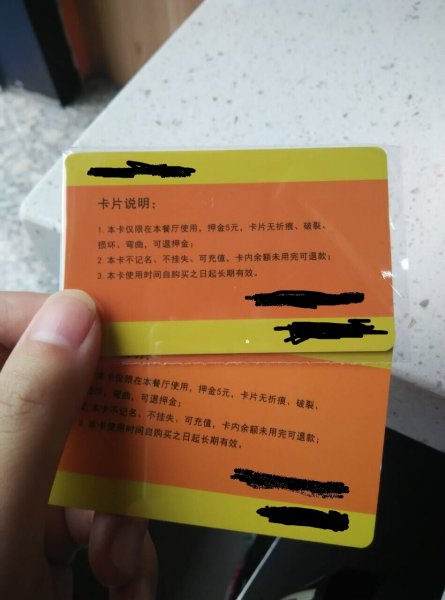 卡片说明：
1. 本卡仅限在本餐厅使用，押金5元，卡片无折痕、破裂、
损坏、弯曲，可退押金；
2. 本卡不记名、不挂失、可充值，卡内余额未用完可退款；
3. 本卡使用时间自购买之日起长期有效。
本卡仅限在本餐厅使用，押金5元，卡片无折痕、破裂、
弯曲，可退押金；
2. 本卡不记名、不挂失，可充值，卡内余额未用完可退款；
3. 本卡使用时间自购买之日起长期有效。